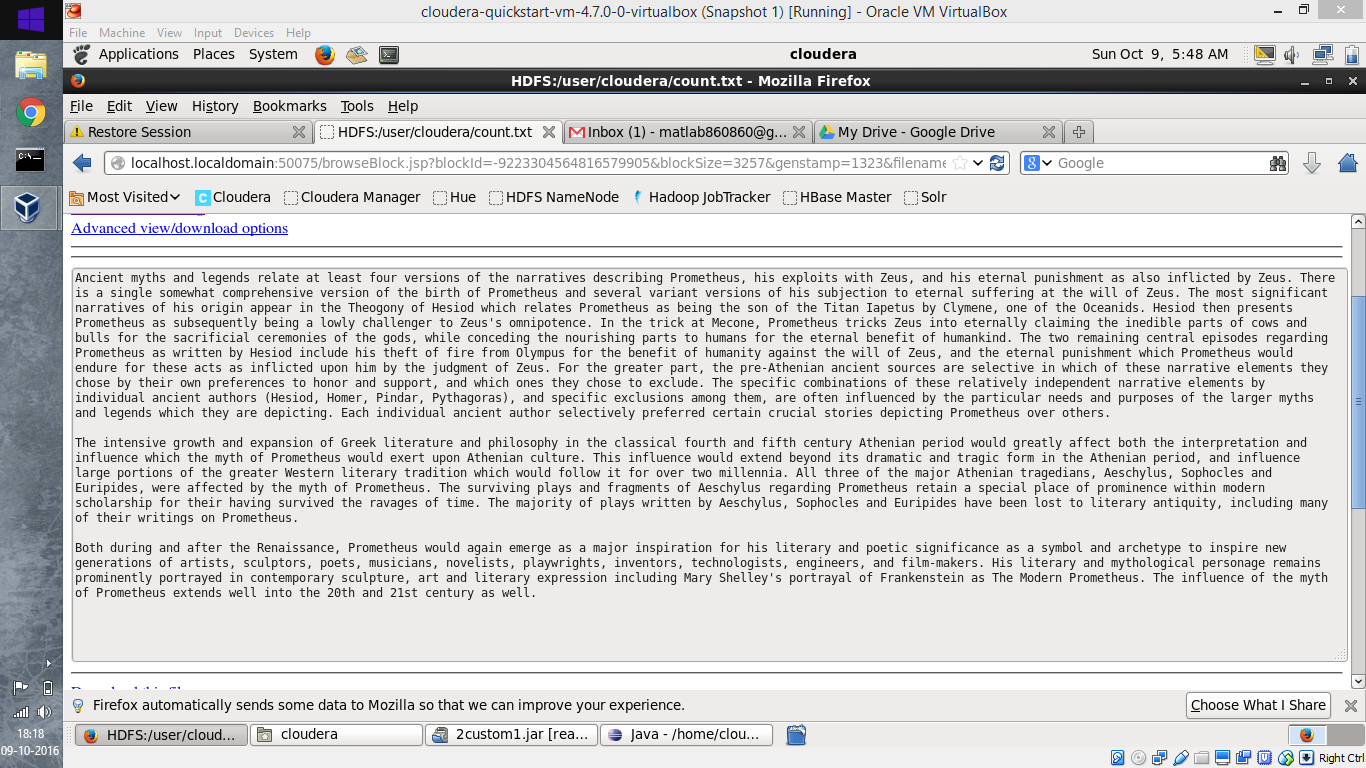 cloudera-quickstart-vm-4.7.0-0-virtualbox (Snapshot 1) [Running] - Oracle VM VirtualBox
File Machine View Input Devices Help
Applications Places System cloudera Sun Oct 9, 5:48 AM
HDFS:/user/cloudera/count.txt - Mozilla Firefox
File Edit View History Bookmarks Tools Help
Restore Session HDFS:/user/cloudera/count.txt Inbox (1) - matlab860860@g... My Drive - Google Drive
localhost.localdomain:50075/browseBlock.jsp?blockId=-9223304564816579905&blockSize=3257&genstamp=1323&filename Google
Most Visited Cloudera Cloudera Manager Hue HDFS NameNode Hadoop JobTracker HBase Master Solr
Advanced view/download options
Ancient myths and legends relate at least four versions of the narratives describing Prometheus, his exploits with Zeus, and his eternal punishment as also inflicted by Zeus. There
is a single somewhat comprehensive version of the birth of Prometheus and several variant versions of his subjection to eternal suffering at the will of Zeus. The most significant
narratives of his origin appear in the Theogony of Hesiod which relates Prometheus as being the son of the Titan Iapetus by Clymene, one of the Oceanids. Hesiod then presents
Prometheus as subsequently being a lowly challenger to Zeus's omnipotence. In the trick at Mecone, Prometheus tricks Zeus into eternally claiming the inedible parts of cows and
bulls for the sacrificial ceremonies of the gods, while conceding the nourishing parts to humans for the eternal benefit of humankind. The two remaining central episodes regarding
Prometheus as written by Hesiod include his theft of fire from Olympus for the benefit of humanity against the will of Zeus, and the eternal punishment which Prometheus would
endure for these acts as inflicted upon him by the judgment of Zeus. For the greater part, the pre-Athenian ancient sources are selective in which of these narrative elements they
chose by their own preferences to honor and support, and which ones they chose to exclude. The specific combinations of these relatively independent narrative elements by
individual ancient authors (Hesiod, Homer, Pindar, Pythagoras), and specific exclusions among them, are often influenced by the particular needs and purposes of the larger myths
and legends which they are depicting. Each individual ancient author selectively preferred certain crucial stories depicting Prometheus over others.
The intensive growth and expansion of Greek literature and philosophy in the classical fourth and fifth century Athenian period would greatly affect both the interpretation and
influence which the myth of Prometheus would exert upon Athenian culture. This influence would extend beyond its dramatic and tragic form in the Athenian period, and influence
large portions of the greater Western literary tradition which would follow it for over two millennia. All three of the major Athenian tragedians, Aeschylus, Sophocles and
Euripides, were affected by the myth of Prometheus. The surviving plays and fragments of Aeschylus regarding Prometheus retain a special place of prominence within modern
scholarship for their having survived the ravages of time. The majority of plays written by Aeschylus, Sophocles and Euripides have been lost to literary antiquity, including many
of their writings on Prometheus.
Both during and after the Renaissance, Prometheus would again emerge as a major inspiration for his literary and poetic significance as a symbol and archetype to inspire new
generations of artists, sculptors, poets, musicians, novelists, playwrights, inventors, technologists, engineers, and film-makers. His literary and mythological personage remains
prominently portrayed in contemporary sculpture, art and literary expression including Mary Shelley's portrayal of Frankenstein as The Modern Prometheus. The influence of the myth
of Prometheus extends well into the 20th and 21st century as well.
Firefox automatically sends some data to Mozilla so that we can improve your experience. Choose What I Share
HDFS:/user/cloud... cloudera 2custom1.jar [rea... Java - /home/clou...
18:18
09-10-2016
Right Ctrl